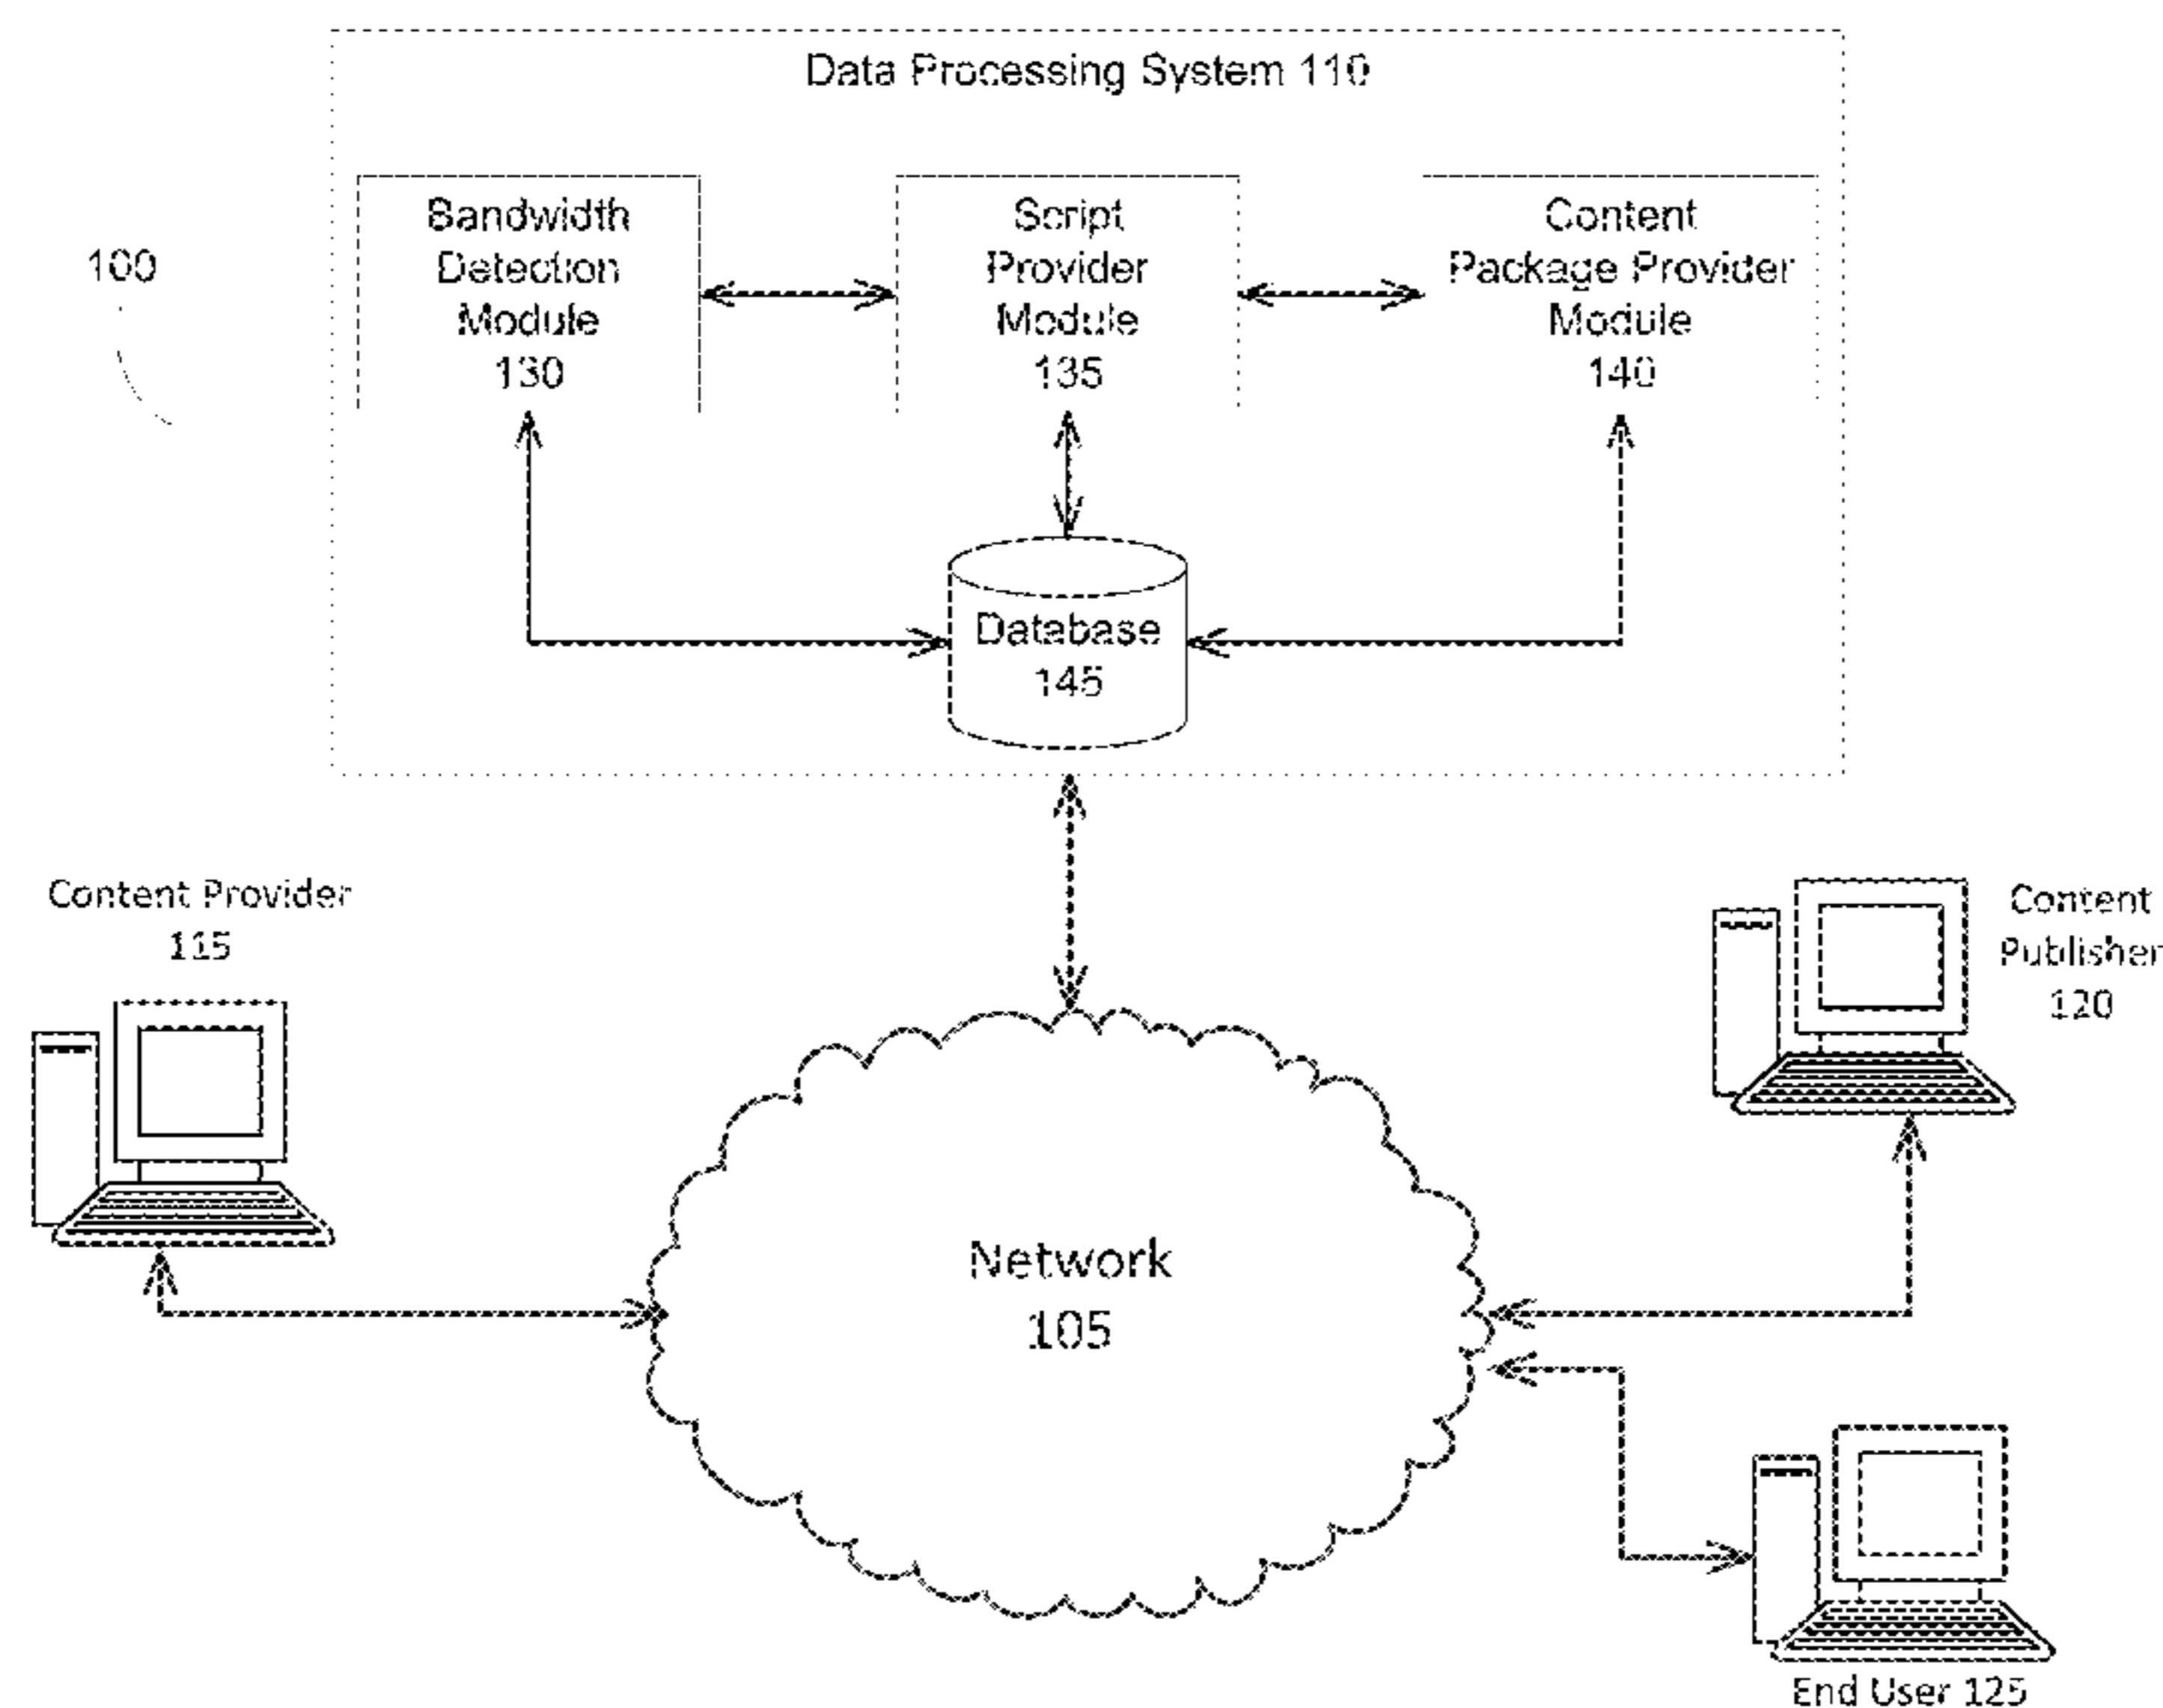 Data Processing System 110
Bandwidth
Detection
Module
130
Script
Provider
Module
135
Content
Package Provider
Module
140
100
Database
145
Content Provider
115
Content
Publisher
120
Network
105
End User 125